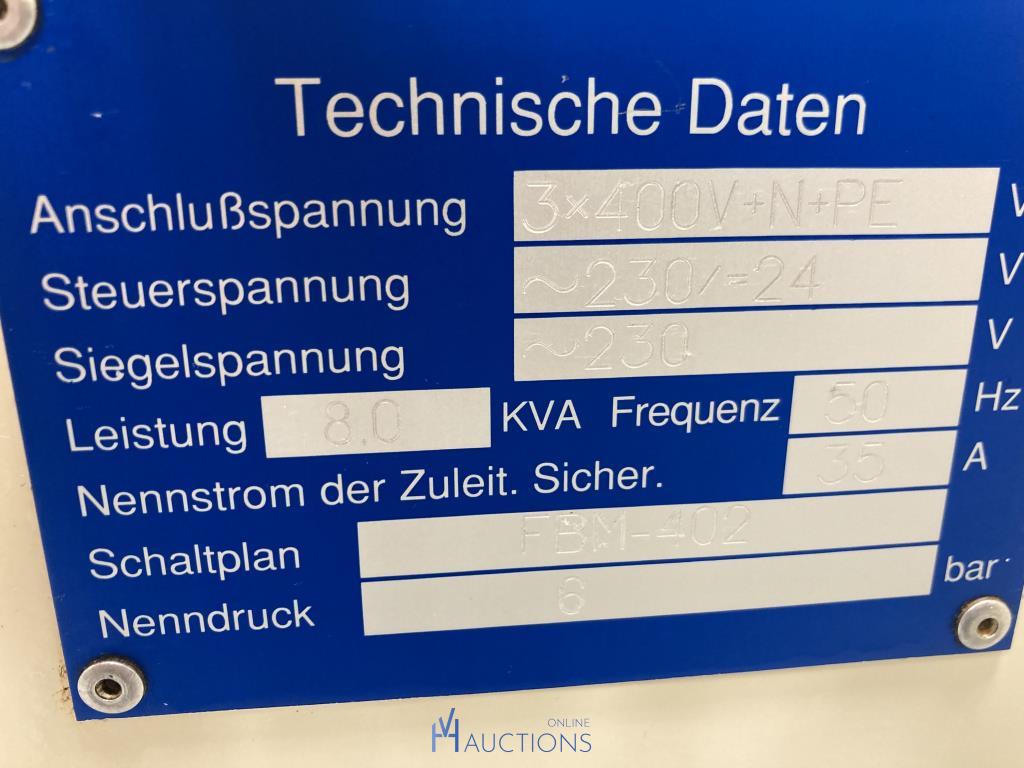 Technische Daten
Anschlußspannung 3×400V+N+PE V
Steuerspannung ~230/=24 V
Siegelspannung ~230 V
Leistung 8.0 KVA Frequenz 50 Hz
Nennstrom der Zuleit. Sicher. 35 A
Schaltplan FBM-402
Nenndruck 6 bar
ONLINE
AUCTIONS